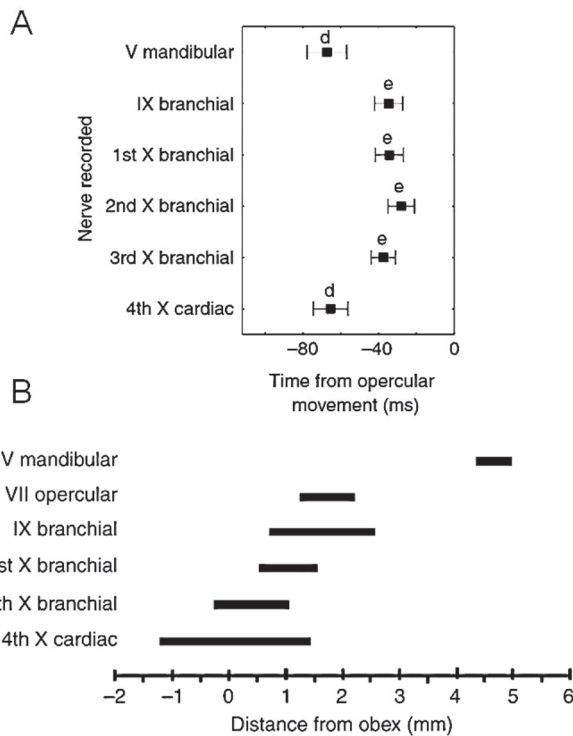 A
V mandibular
d
IX branchial
e
1st X branchial
e
2nd X branchial
e
3rd X branchial
e
4th X cardiac
d
Nerve recorded
−80 −40 0
Time from opercular
movement (ms)
B
V mandibular
VII opercular
IX branchial
st X branchial
th X branchial
4th X cardiac
−2 −1 0 1 2 3 4 5 6
Distance from obex (mm)